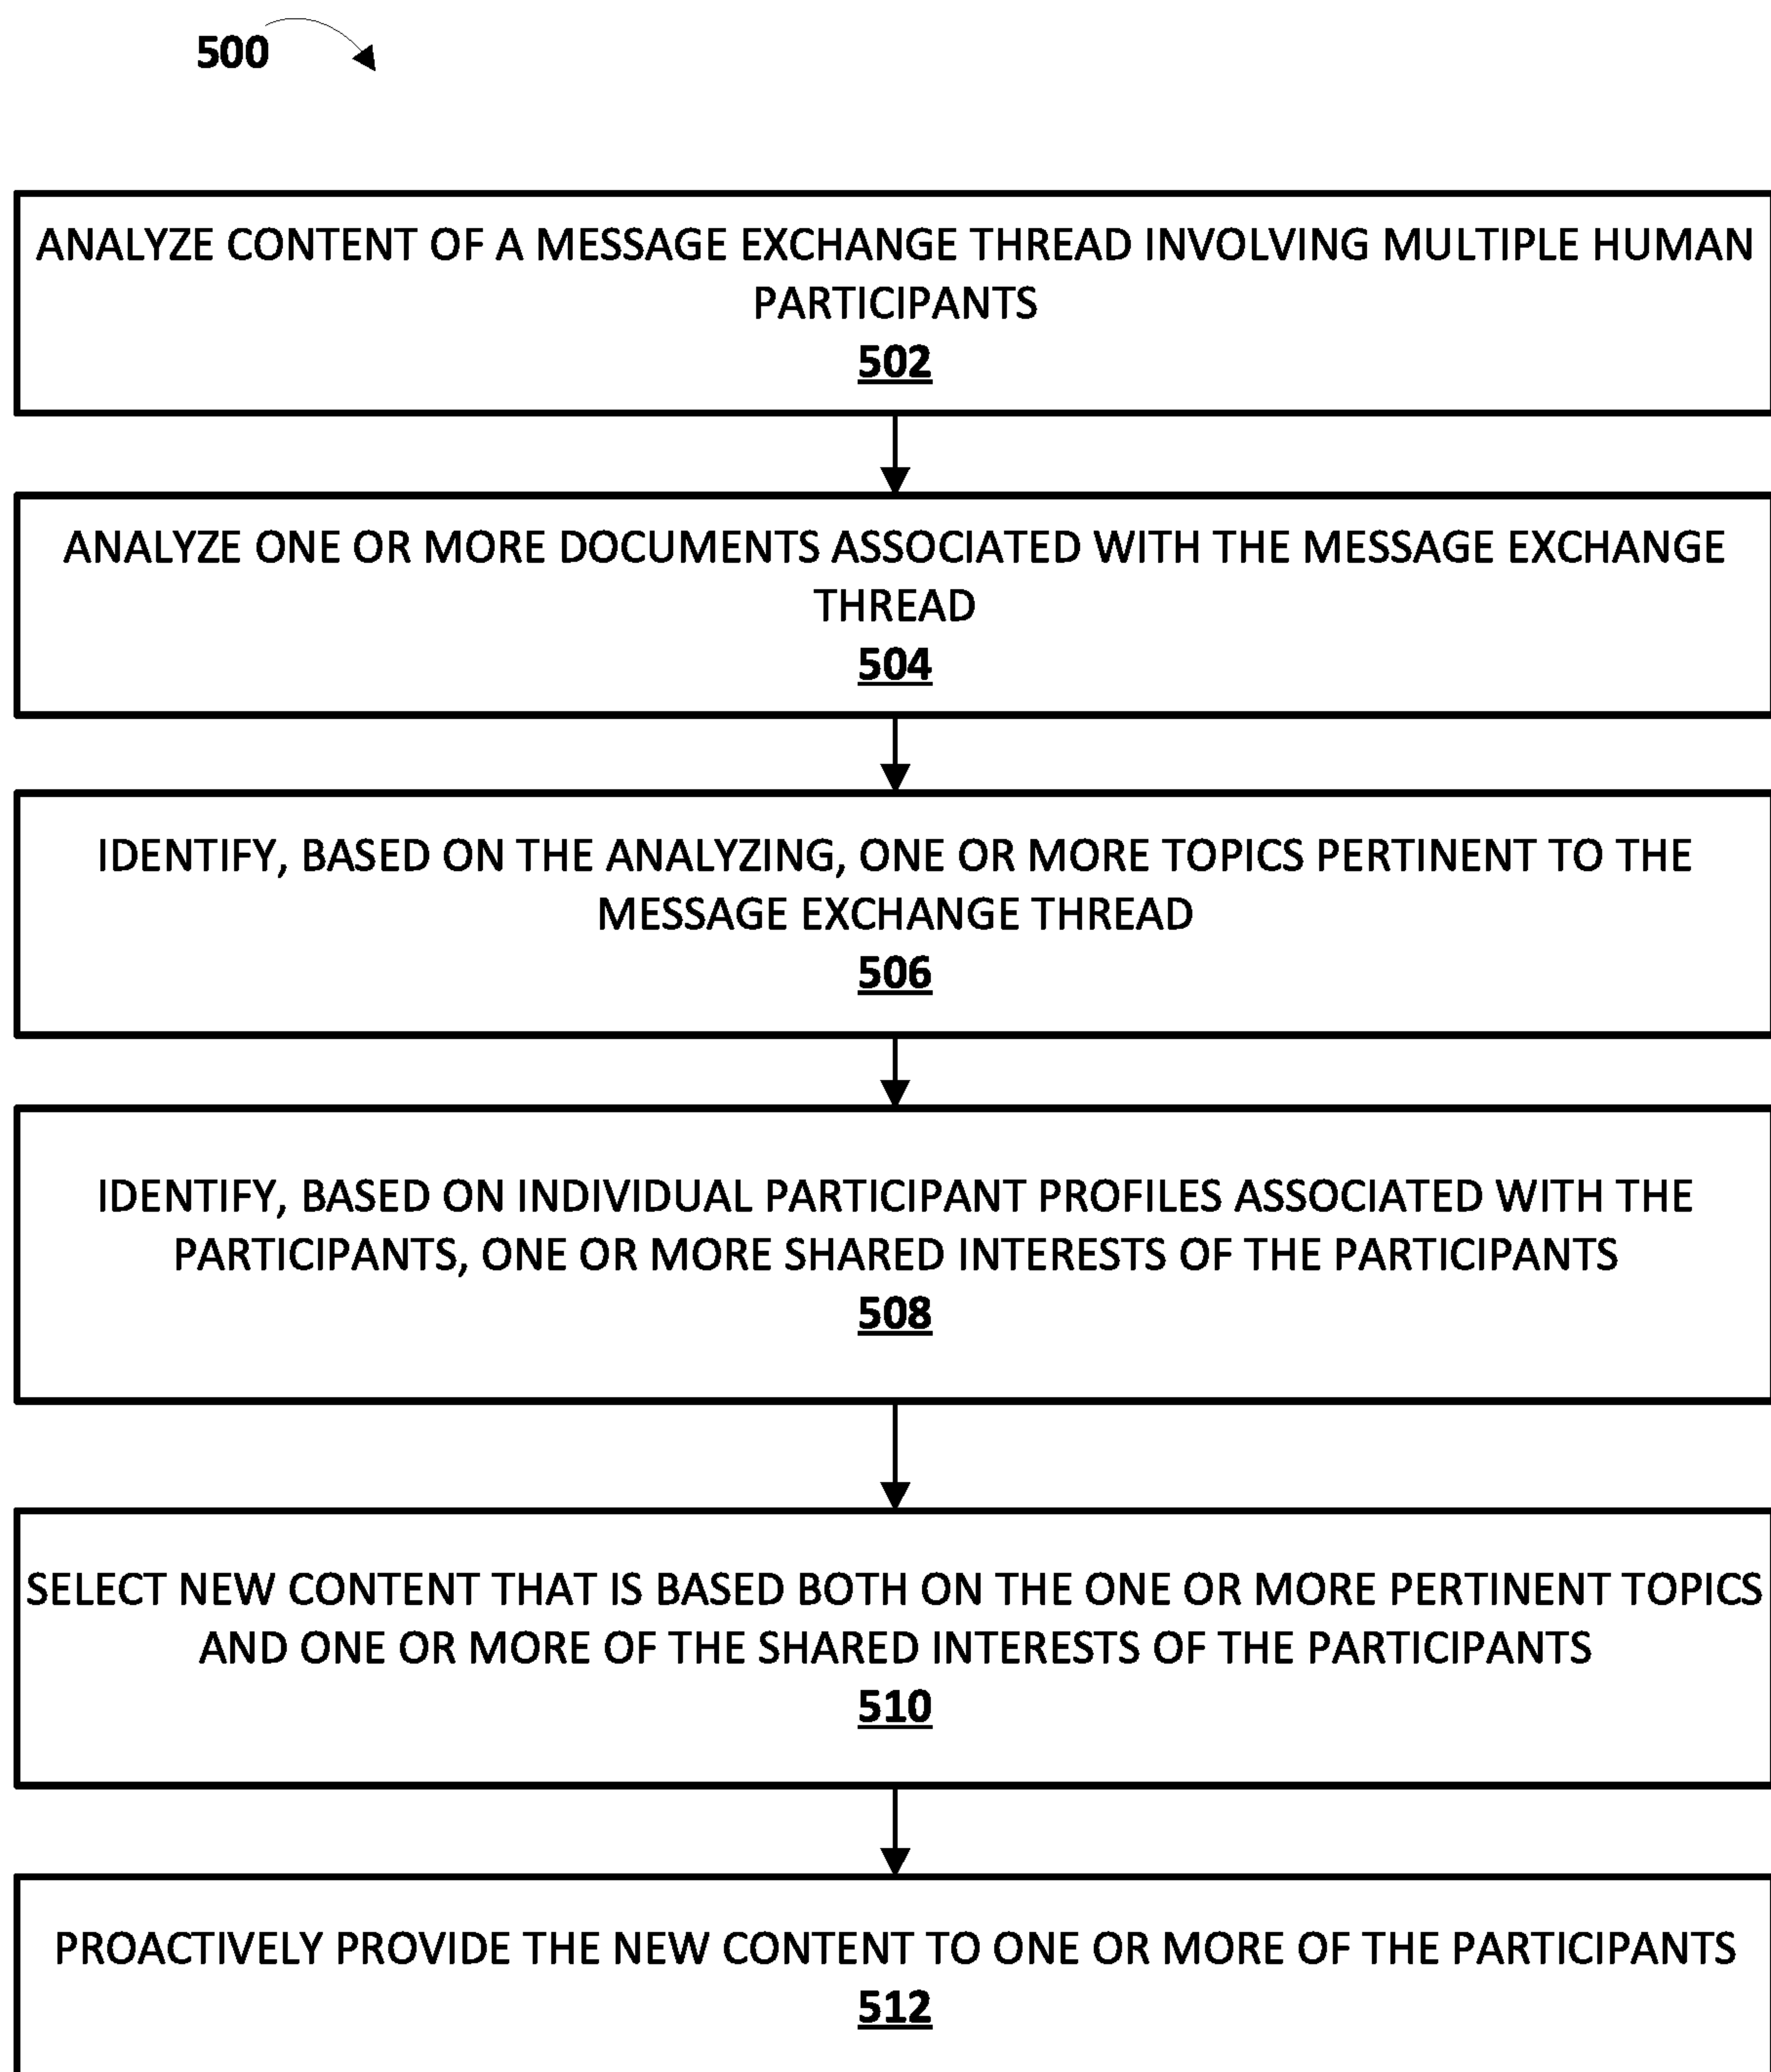 500
ANALYZE CONTENT OF A MESSAGE EXCHANGE THREAD INVOLVING MULTIPLE HUMAN
PARTICIPANTS
502
ANALYZE ONE OR MORE DOCUMENTS ASSOCIATED WITH THE MESSAGE EXCHANGE
THREAD
504
IDENTIFY, BASED ON THE ANALYZING, ONE OR MORE TOPICS PERTINENT TO THE
MESSAGE EXCHANGE THREAD
506
IDENTIFY, BASED ON INDIVIDUAL PARTICIPANT PROFILES ASSOCIATED WITH THE
PARTICIPANTS, ONE OR MORE SHARED INTERESTS OF THE PARTICIPANTS
508
SELECT NEW CONTENT THAT IS BASED BOTH ON THE ONE OR MORE PERTINENT TOPICS
AND ONE OR MORE OF THE SHARED INTERESTS OF THE PARTICIPANTS
510
PROACTIVELY PROVIDE THE NEW CONTENT TO ONE OR MORE OF THE PARTICIPANTS
512